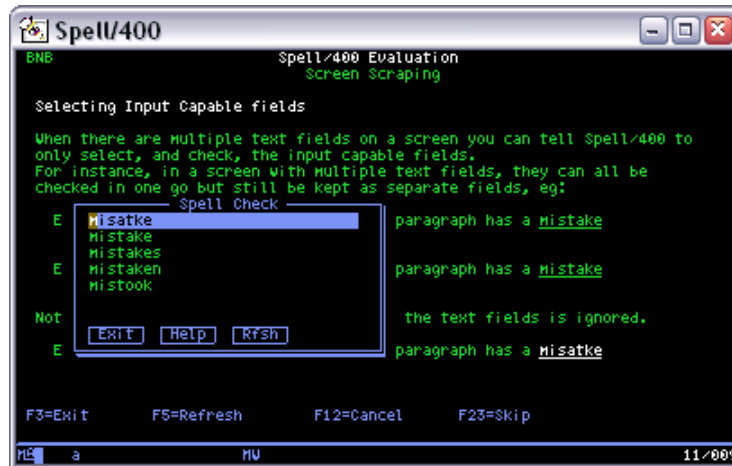 Spell/400
BNB Spell/400 Evaluation
Screen Scraping
Selecting Input Capable fields
When there are multiple text fields on a screen you can tell Spell/400 to
only select, and check, the input capable fields.
For instance, in a screen with multiple text fields, they can all be
checked in one go but still be kept as separate fields, eg:
Spell Check
E misatke paragraph has a mistake
mistake
mistakes
E mistaken paragraph has a mistake
mistook
Not the text fields is ignored.
Exit Help Rfsh
E paragraph has a misatke
F3=Exit F5=Refresh F12=Cancel F23=Skip
a MW 11/009